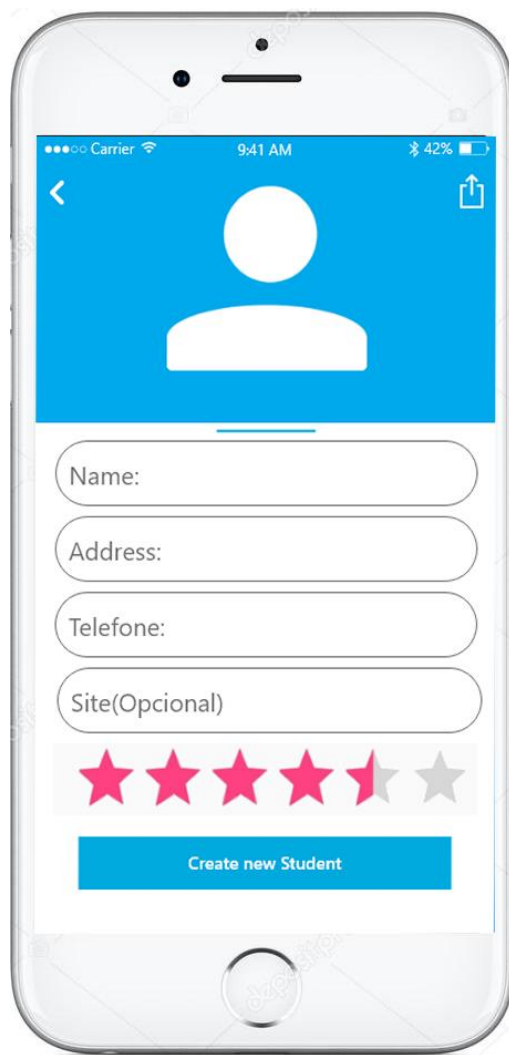 Carrier 9:41 AM 42%
Name:
Address:
Telefone:
Site(Opcional)
Create new Student